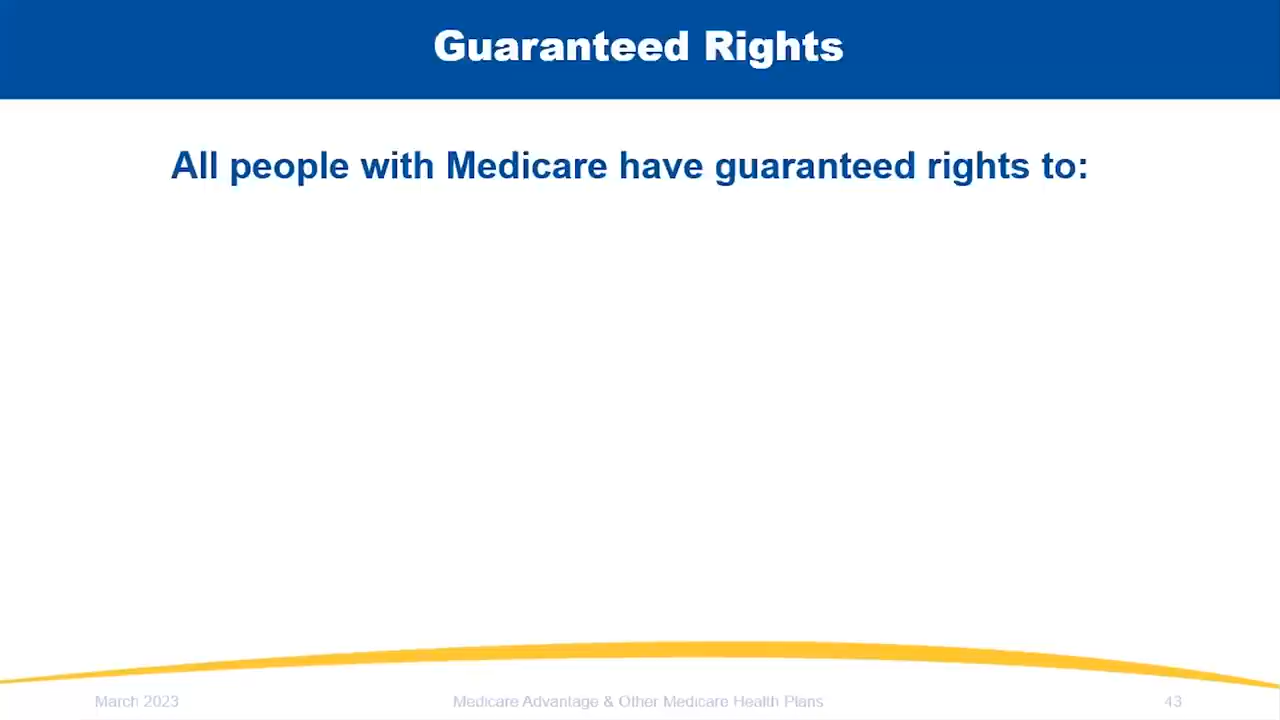 Guaranteed Rights
All people with Medicare have guaranteed rights to:
March 2023
Medicare Advantage & Other Medicare Health Plans
43